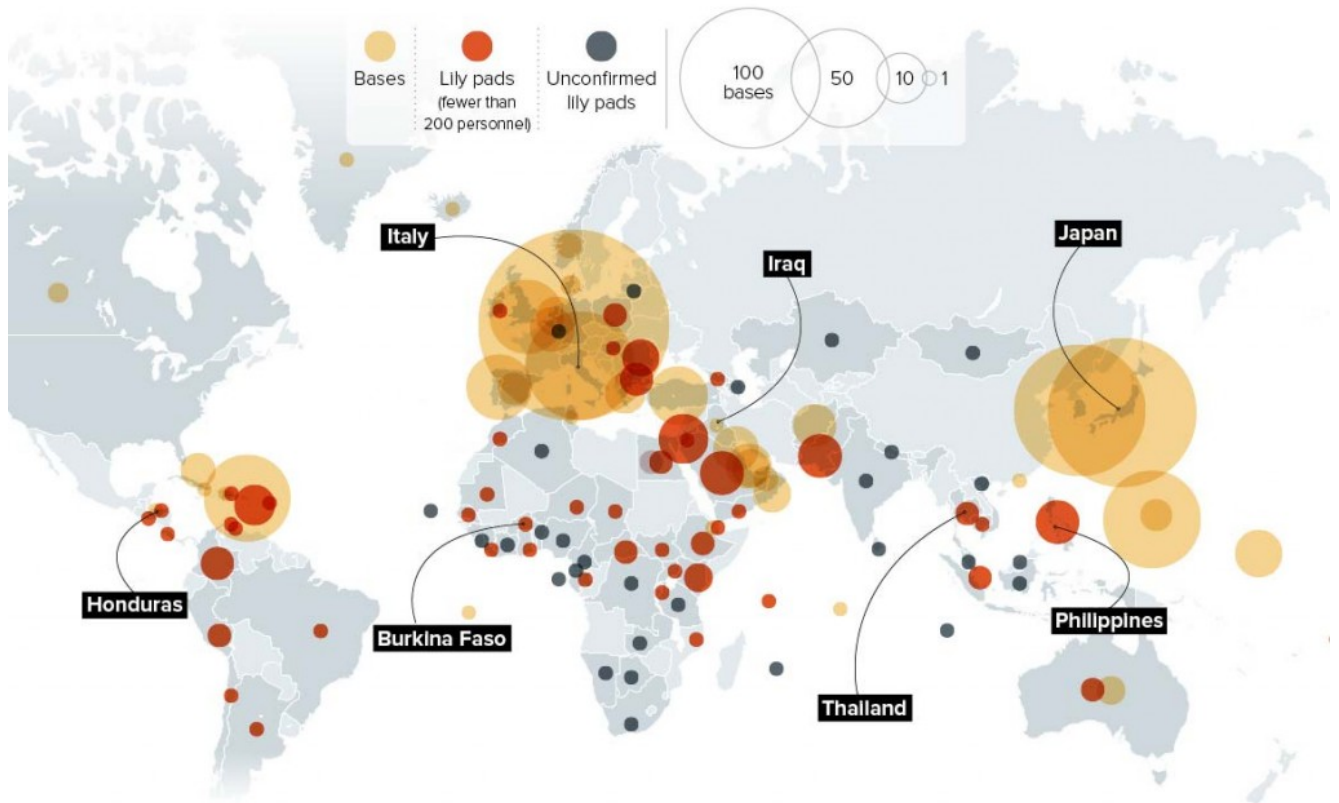 Bases
Lily pads
(fewer than
200 personnel)
Unconfirmed
lily pads
100
bases
50
10
1
Italy
Iraq
Japan
Honduras
Burkina Faso
Thailand
Philippines